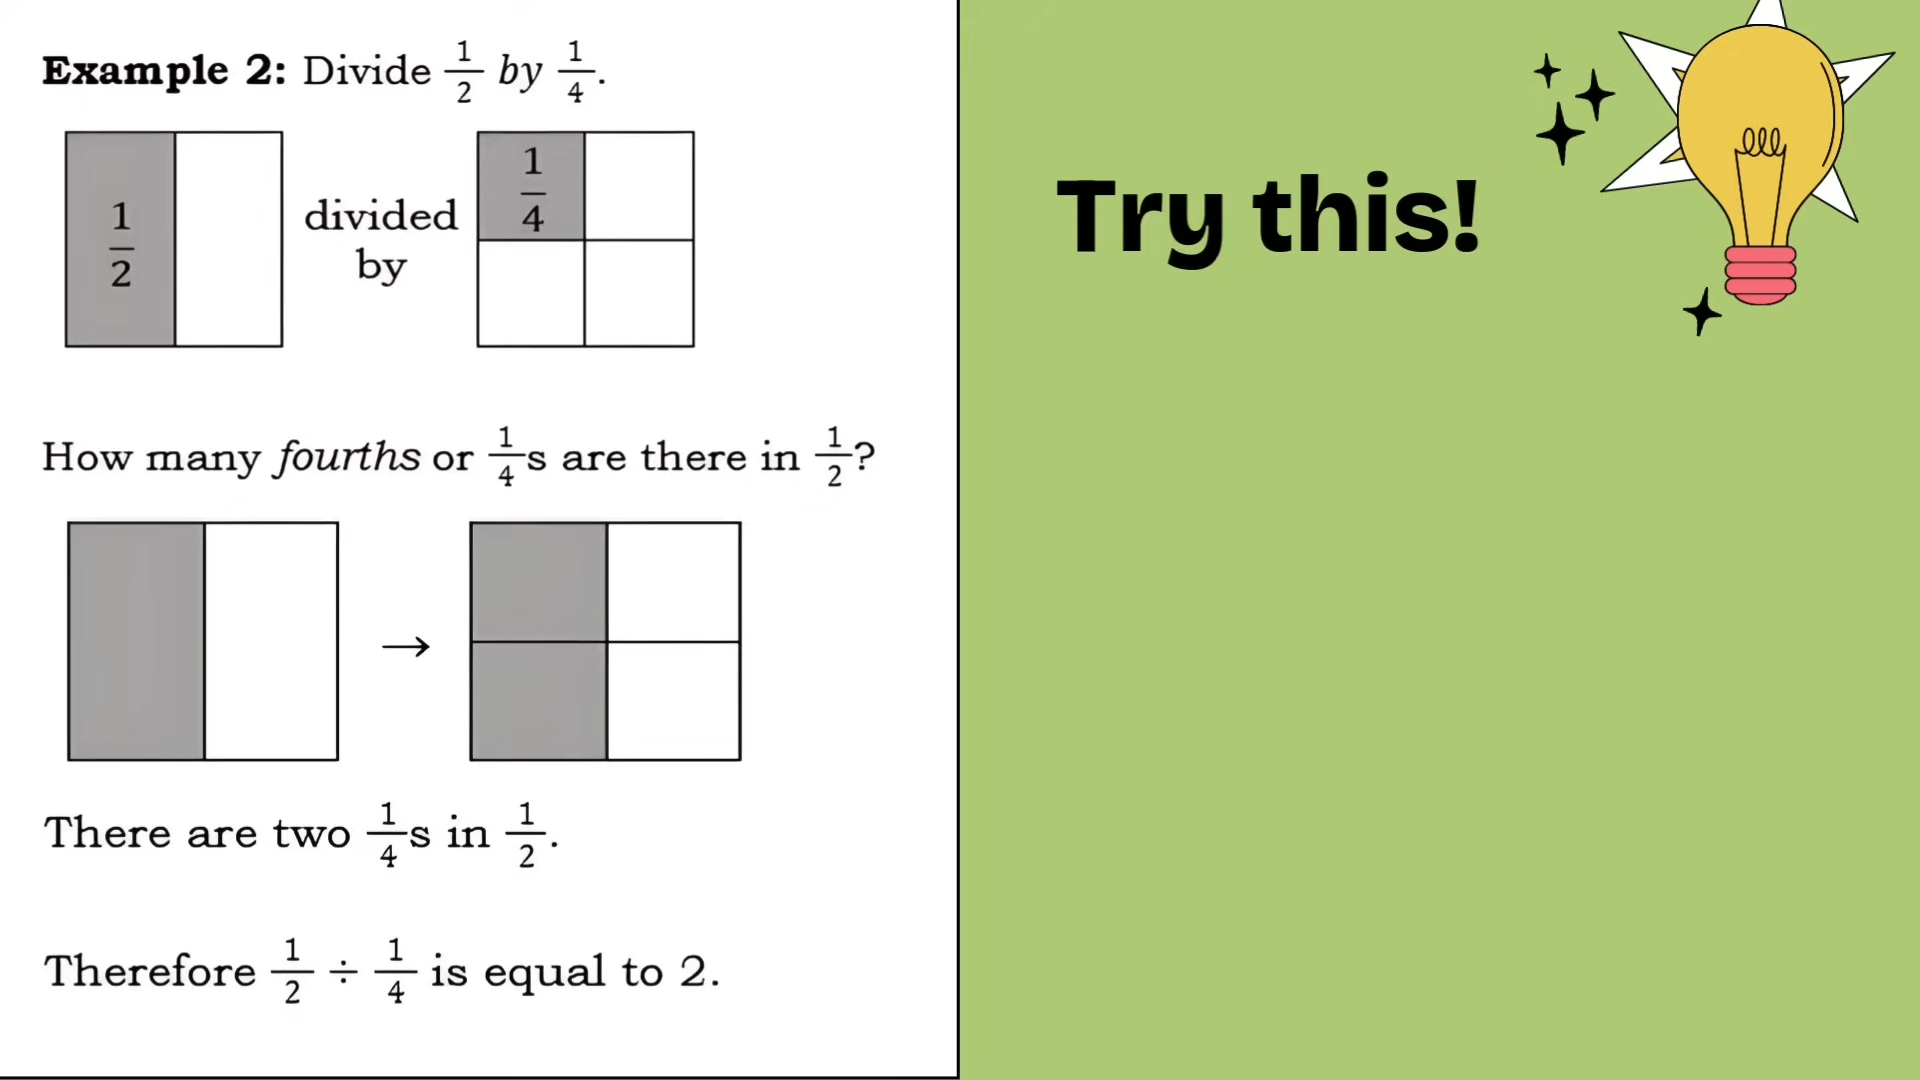 Example 2: Divide 1/2 by 1/4.
1/2
divided by
1/4
How many fourths or 1/4s are there in 1/2?
→
There are two 1/4s in 1/2.
Therefore 1/2 ÷ 1/4 is equal to 2.
Try this!